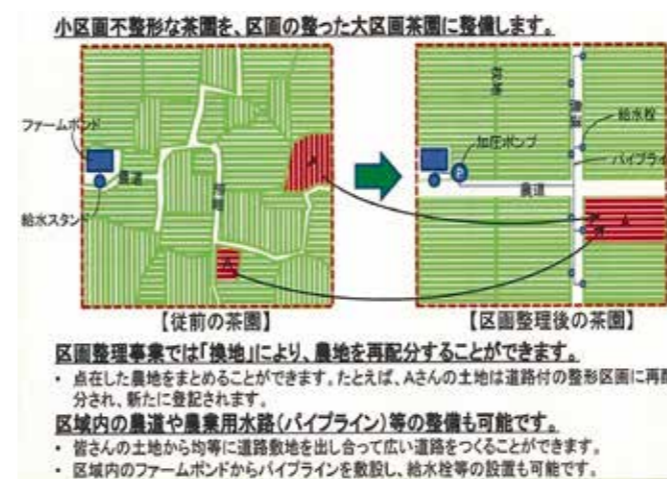 小区画不整形な茶園を、区画の整った大区画茶園に整備します。
ファームポンド
農道
給水スタンド
農道
A
A
【従前の茶園】
加圧ポンプ
P
農道
農道
給水栓
パイプライ
A
【区画整理後の茶園】
区画整理事業では「換地」により、農地を再配分することができます。
・ 点在した農地をまとめることができます。たとえば、Aさんの土地は道路付の整形区画に再配
分され、新たに登記されます。
区域内の農道や農業用水路（パイプライン）等の整備も可能です。
・ 皆さんの土地から均等に道路敷地を出し合って広い道路をつくることができます。
・ 区域内のファームポンドからパイプラインを敷設し、給水栓等の設置も可能です。